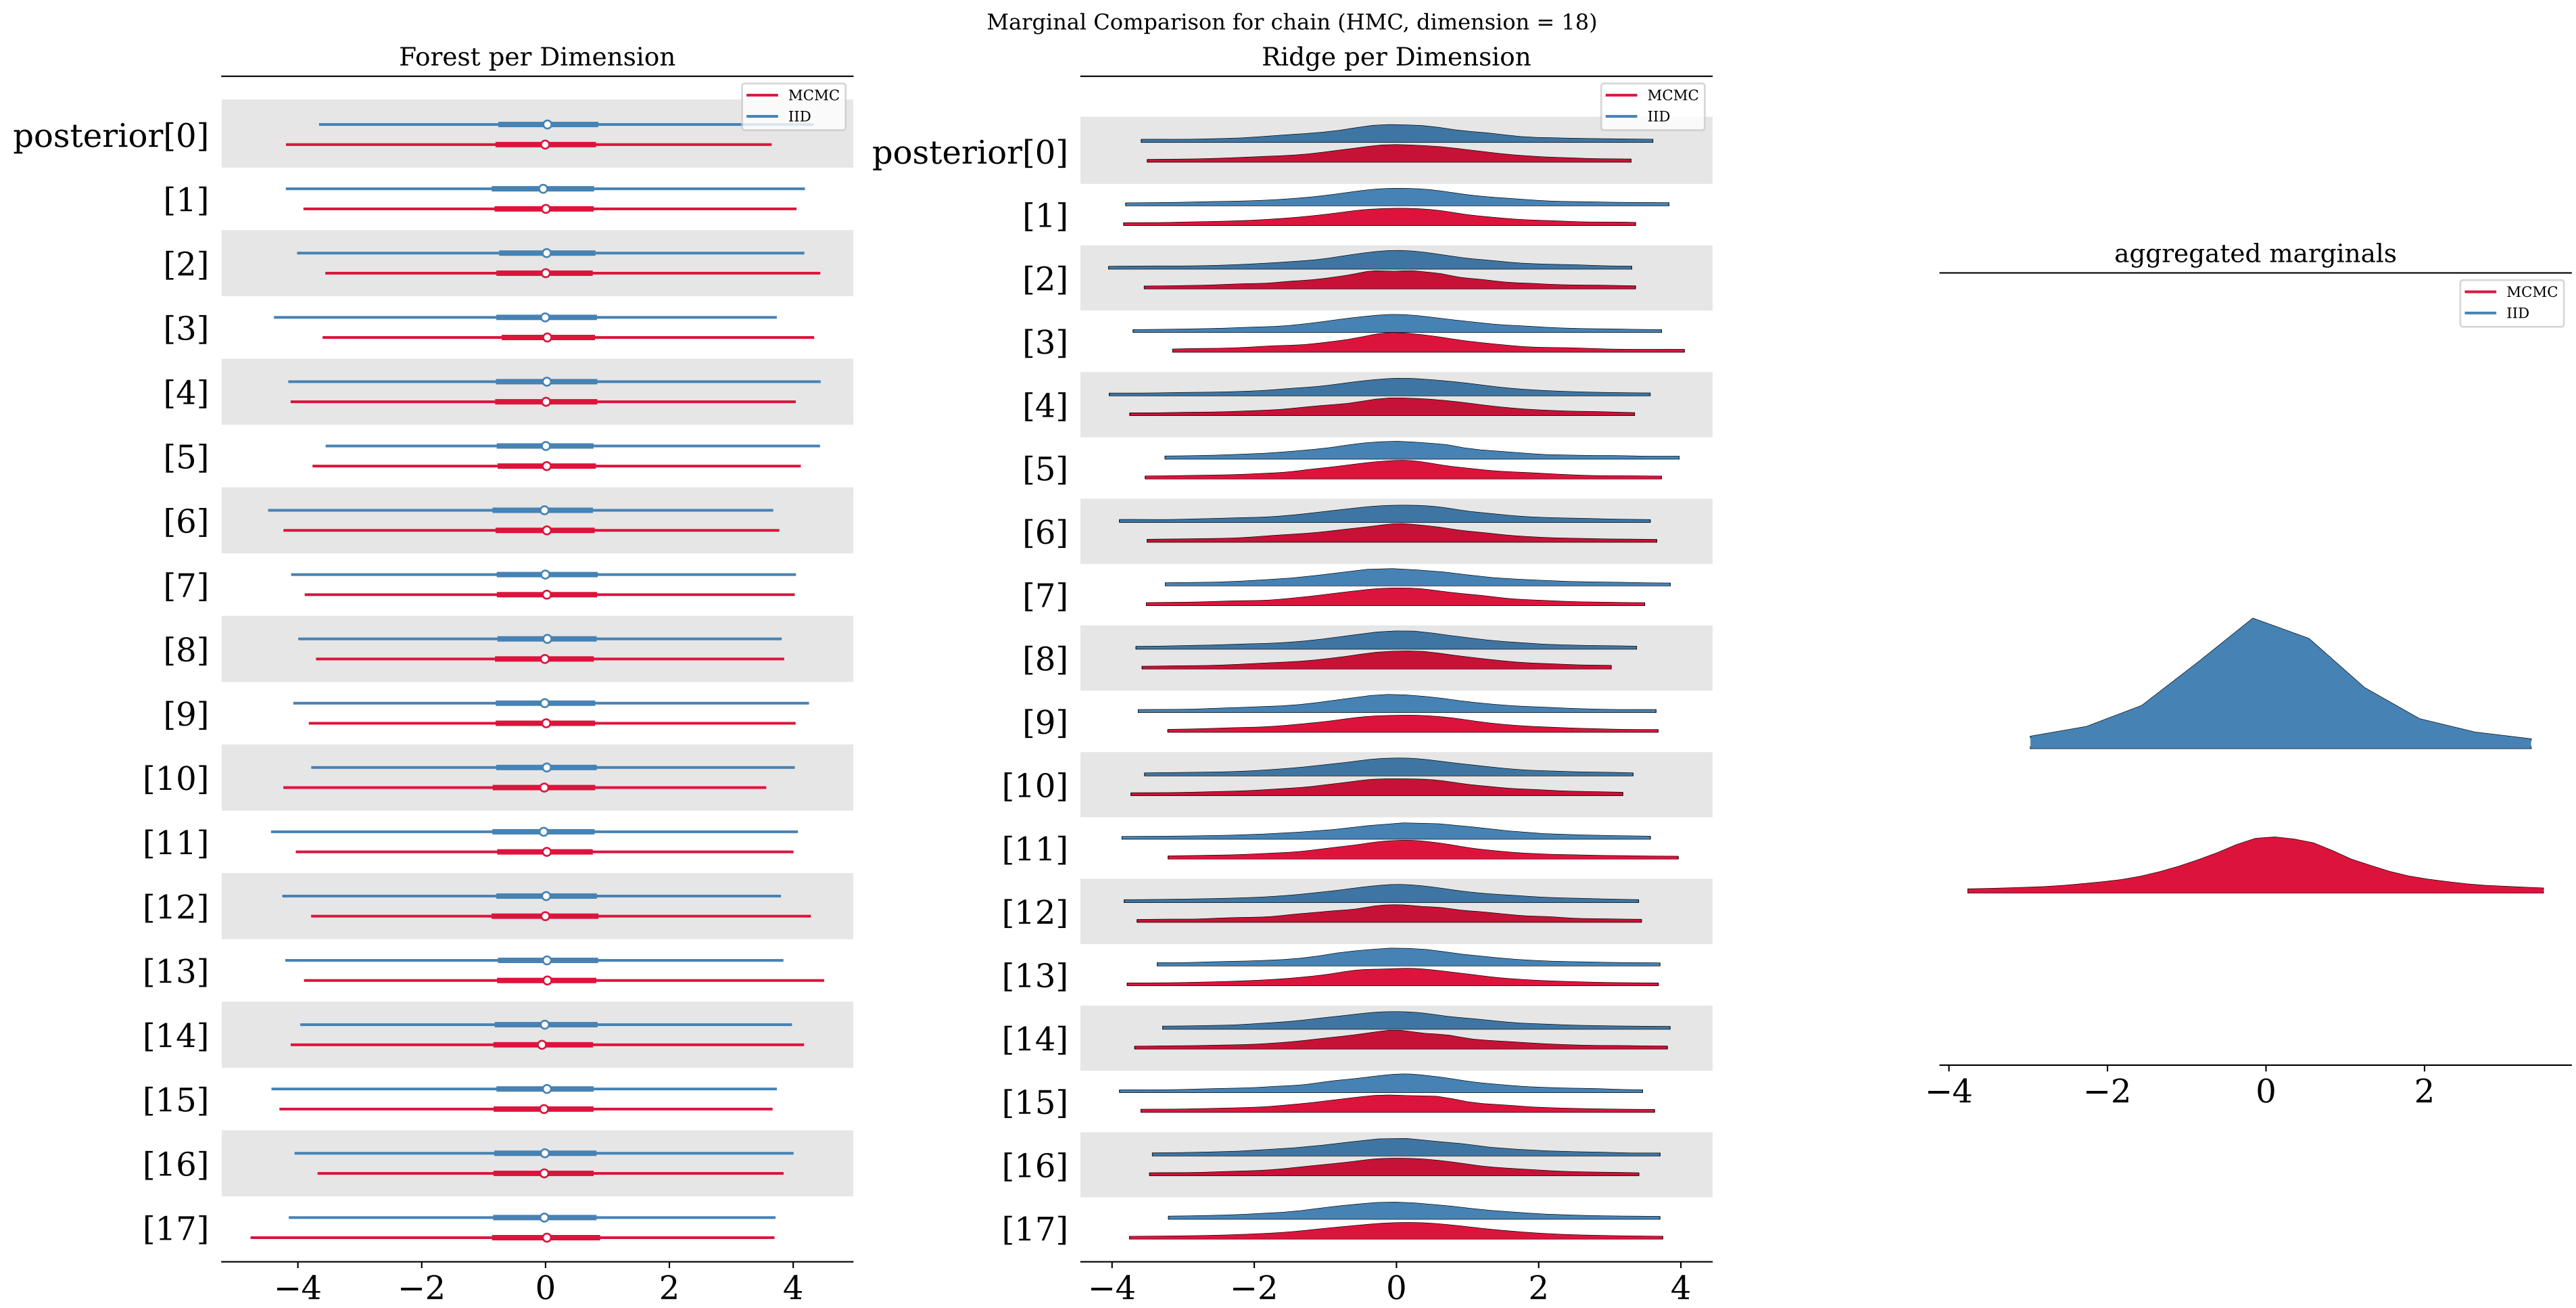 Marginal Comparison for chain (HMC, dimension = 18)
Forest per Dimension
MCMC
IID
posterior[0]
[1]
[2]
[3]
[4]
[5]
[6]
[7]
[8]
[9]
[10]
[11]
[12]
[13]
[14]
[15]
[16]
[17]
−4 −2 0 2 4
Ridge per Dimension
MCMC
IID
posterior[0]
[1]
[2]
[3]
[4]
[5]
[6]
[7]
[8]
[9]
[10]
[11]
[12]
[13]
[14]
[15]
[16]
[17]
−4 −2 0 2 4
aggregated marginals
MCMC
IID
−4 −2 0 2